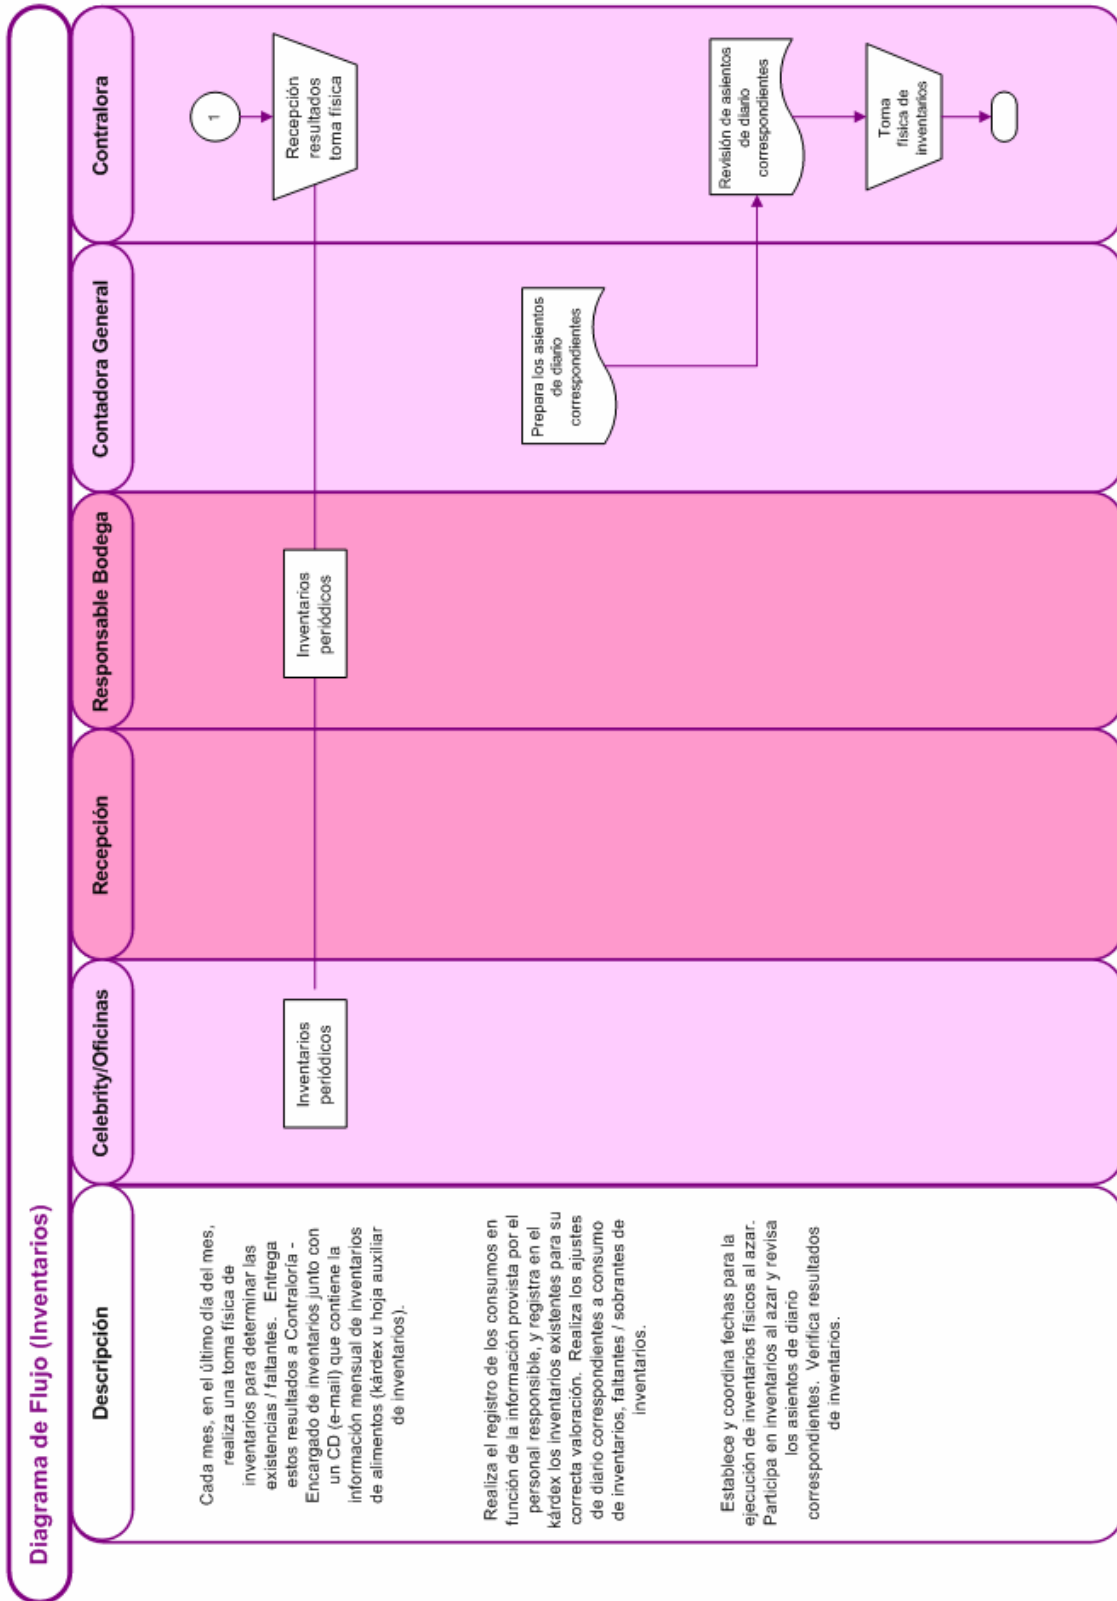 Diagrama de Flujo (Inventarios)
Descripción
Celebrity/Oficinas
Recepción
Responsable Bodega
Contadora General
Contralora
Cada mes, en el último día del mes,
realiza una toma física de
inventarios para determinar las
existencias / faltantes. Entrega
estos resultados a Contraloría -
Encargado de inventarios junto con
un CD (e-mail) que contiene la
información mensual de inventarios
de alimentos (kárdex u hoja auxiliar
de inventarios).
Inventarios
periódicos
Inventarios
periódicos
1
Recepción
resultados
toma física
Realiza el registro de los consumos en
función de la información provista por el
personal responsible, y registra en el
kárdex los inventarios existentes para su
correcta valoración. Realiza los ajustes
de diario correspondientes a consumo
de inventarios, faltantes / sobrantes de
inventarios.
Prepara los asientos
de diario
correspondientes
Establece y coordina fechas para la
ejecución de inventarios físicos al azar.
Participa en inventarios al azar y revisa
los asientos de diario
correspondientes. Verifica resultados
de inventarios.
Revisión de asientos
de diario
correspondientes
Toma
física de
inventarios